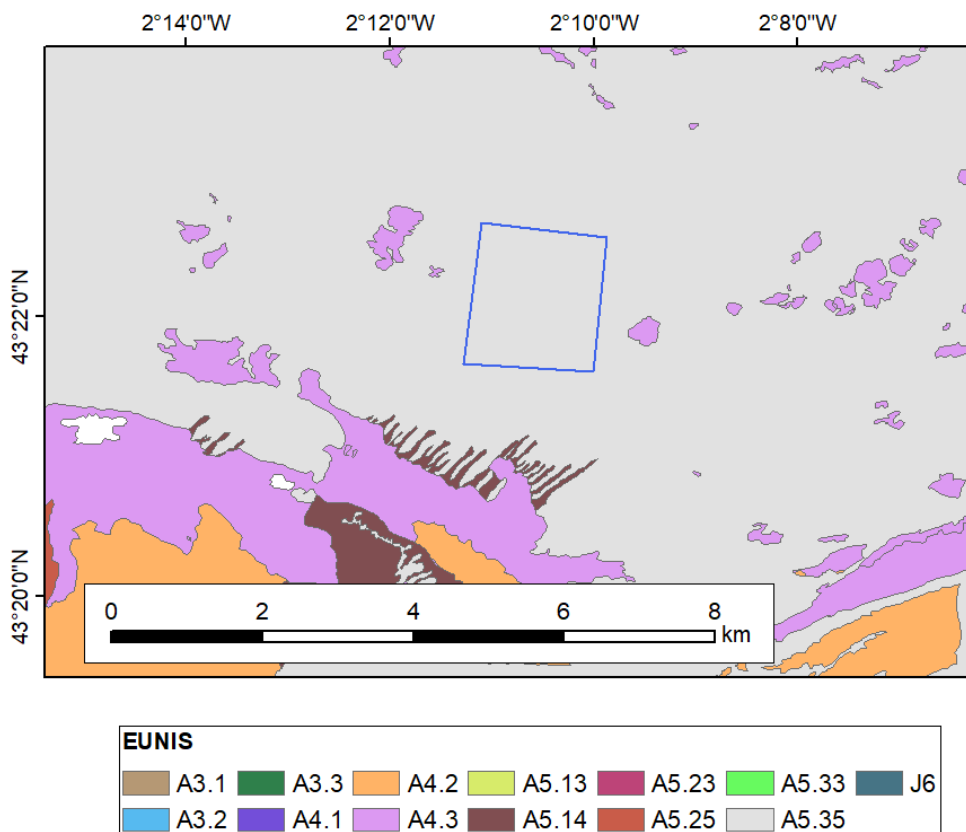 2°14'0"W 2°12'0"W 2°10'0"W 2°8'0"W
43°22'0"N
43°20'0"N
0 2 4 6 8
km
EUNIS
A3.1 A3.3 A4.2 A5.13 A5.23 A5.33 J6
A3.2 A4.1 A4.3 A5.14 A5.25 A5.35